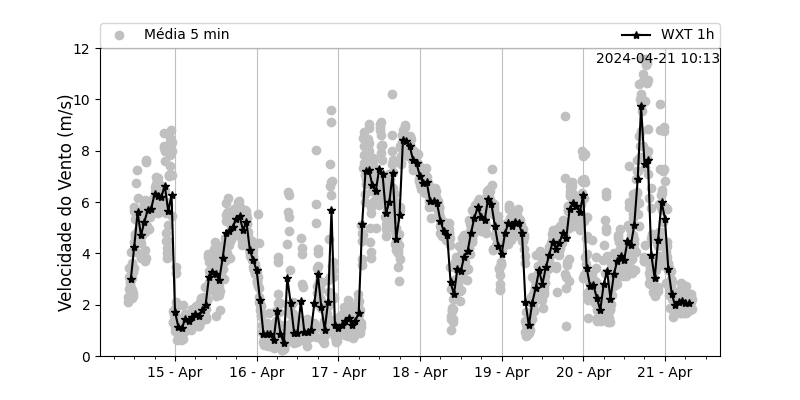 Média 5 min
WXT 1h
2024-04-21 10:13
Velocidade do Vento (m/s)
12
10
8
6
4
2
0
15 - Apr
16 - Apr
17 - Apr
18 - Apr
19 - Apr
20 - Apr
21 - Apr